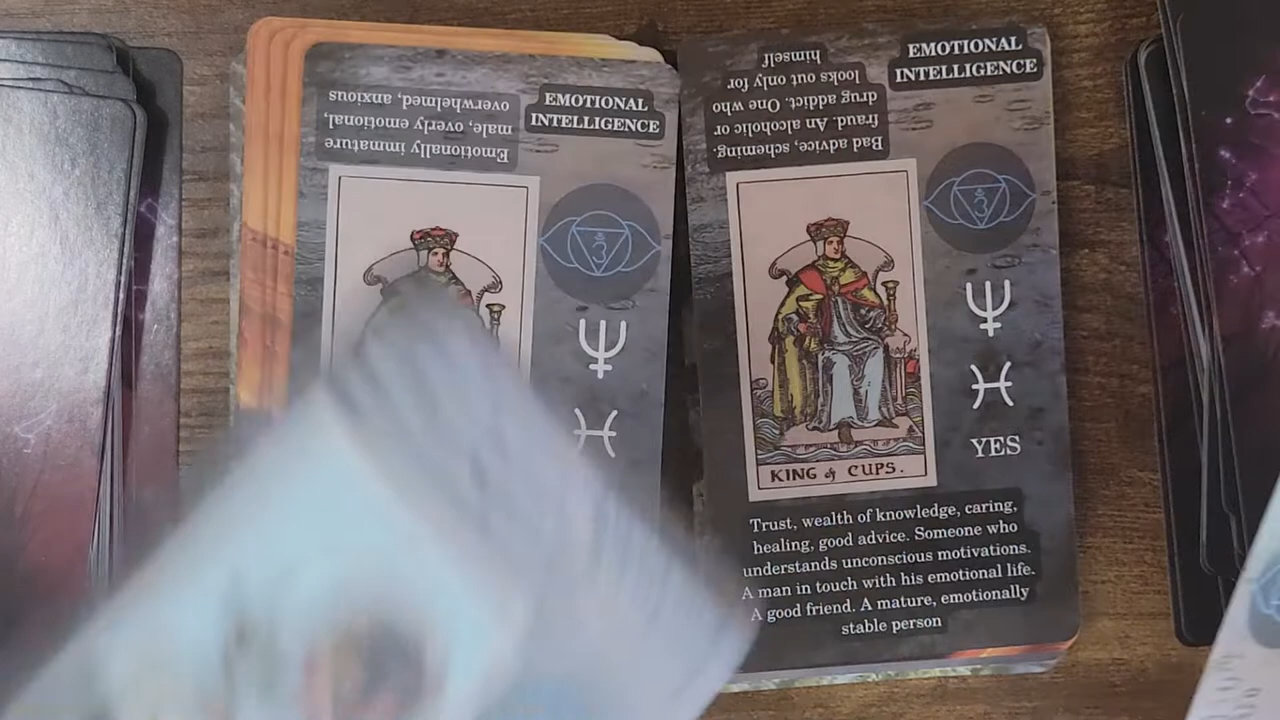 overwhelmed, anxious
male, overly emotional,
Emotionally immature
EMOTIONAL
INTELLIGENCE
himself
looks out only for
drug addict. One who
fraud. An alcoholic or
Bad advice, scheming.
EMOTIONAL
INTELLIGENCE
YES
KING of CUPS.
Trust, wealth of knowledge, caring,
healing, good advice. Someone who
understands unconscious motivations.
A man in touch with his emotional life.
A good friend. A mature, emotionally
stable person